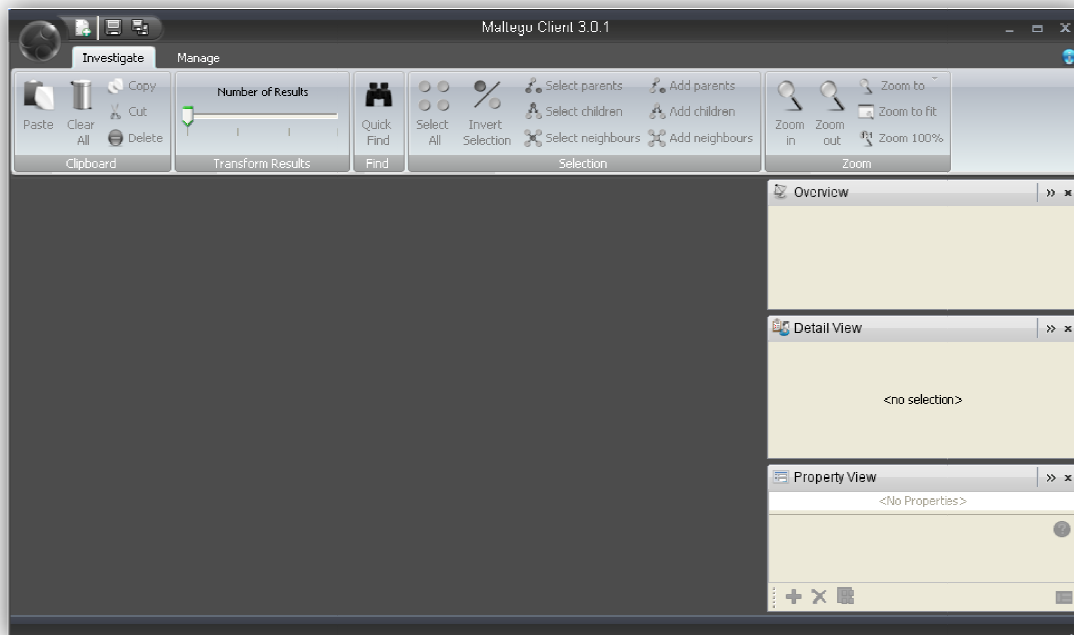 Maltego Client 3.0.1
Investigate
Manage
Paste
Clear All
Copy
Cut
Delete
Clipboard
Number of Results
Transform Results
Quick Find
Find
Select All
Invert Selection
Select parents
Select children
Select neighbours
Add parents
Add children
Add neighbours
Selection
Zoom in
Zoom out
Zoom to
Zoom to fit
Zoom 100%
Zoom
Overview
Detail View
<no selection>
Property View
<No Properties>